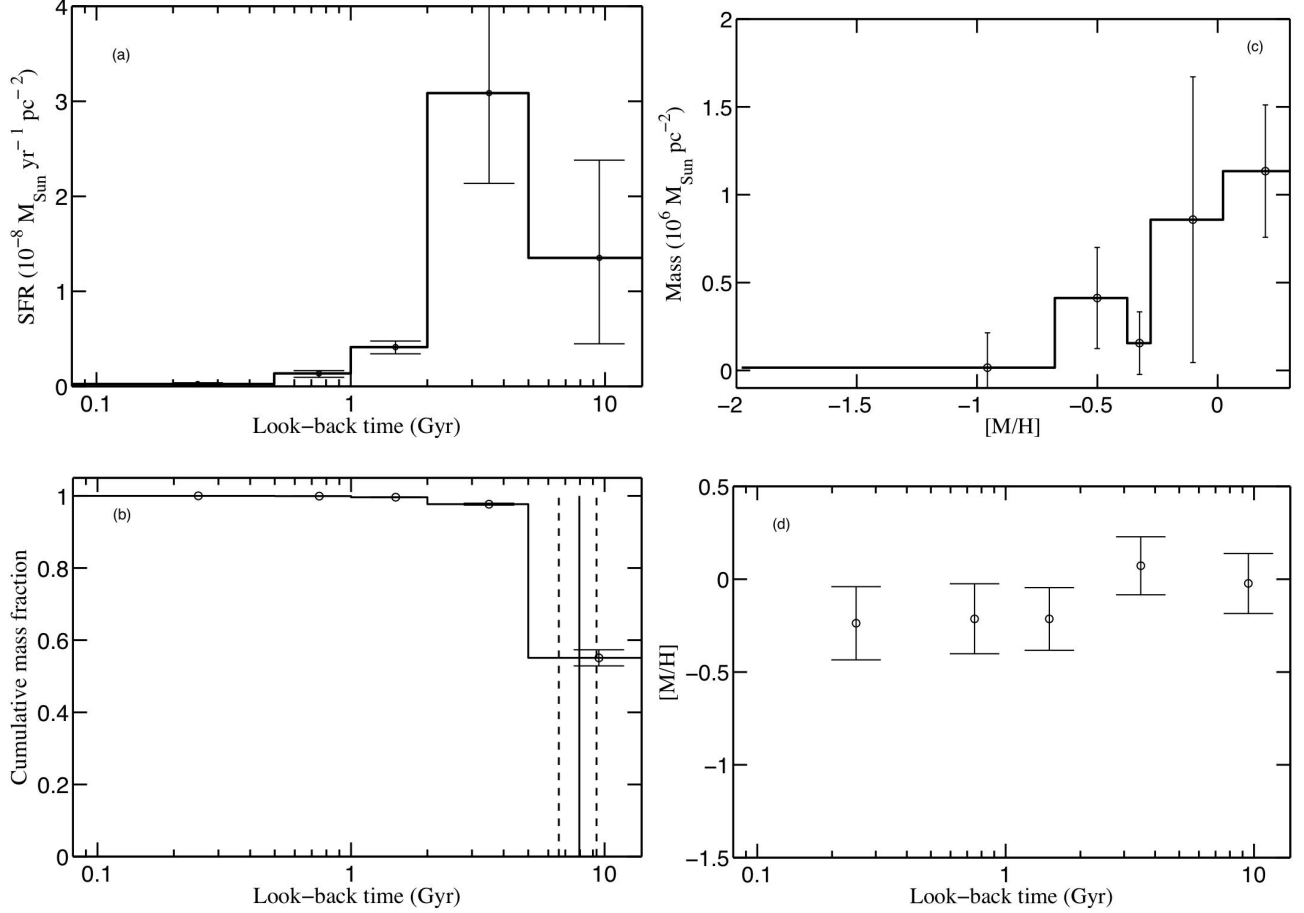 (a)
SFR (10⁻⁸ M_Sun yr⁻¹ pc⁻²)
4
3
2
1
0
0.1 1 10
Look−back time (Gyr)
(c)
Mass (10⁶ M_Sun pc⁻²)
2
1.5
1
0.5
0
−2 −1.5 −1 −0.5 0
[M/H]
(b)
Cumulative mass fraction
1
0.8
0.6
0.4
0.2
0
0.1 1 10
Look−back time (Gyr)
(d)
[M/H]
0.5
0
−0.5
−1
−1.5
0.1 1 10
Look−back time (Gyr)